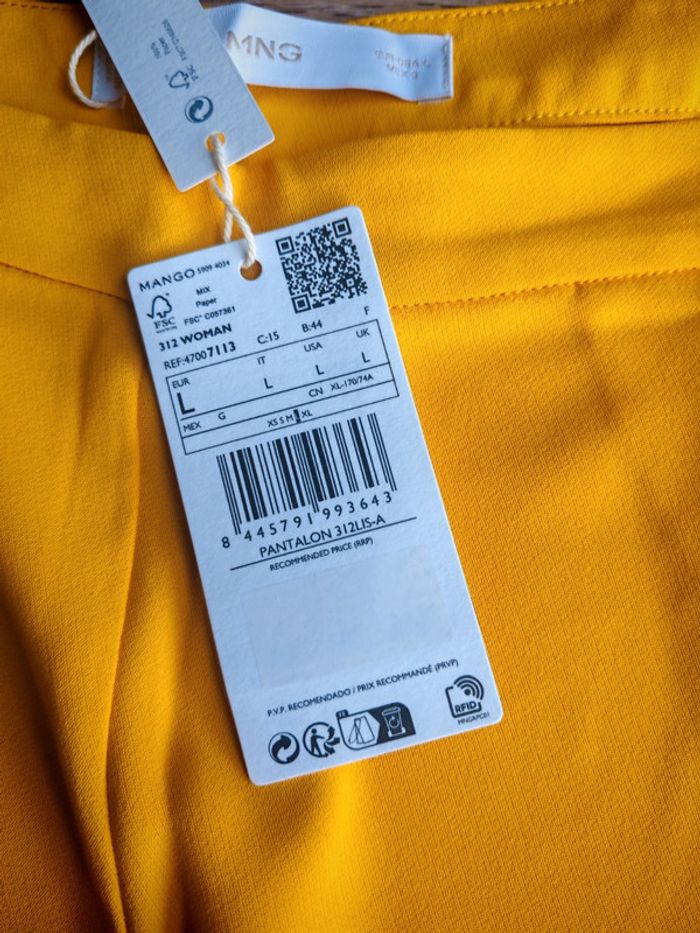 MNG
100%
Paper
MANGO 5909 4034
MIX
Paper
FSC
FSC® C057361
312 WOMAN C:15 B:44 F
REF:47007113
EUR IT USA UK
L L L L
MEX G CN XL-170/74A
XS S M L XL
8 445791 993643
PANTALON 312LIS-A
RECOMMENDED PRICE (RRP)
P.V.P. RECOMENDADO / PRIX RECOMMANDÉ (PRVP)
RFID